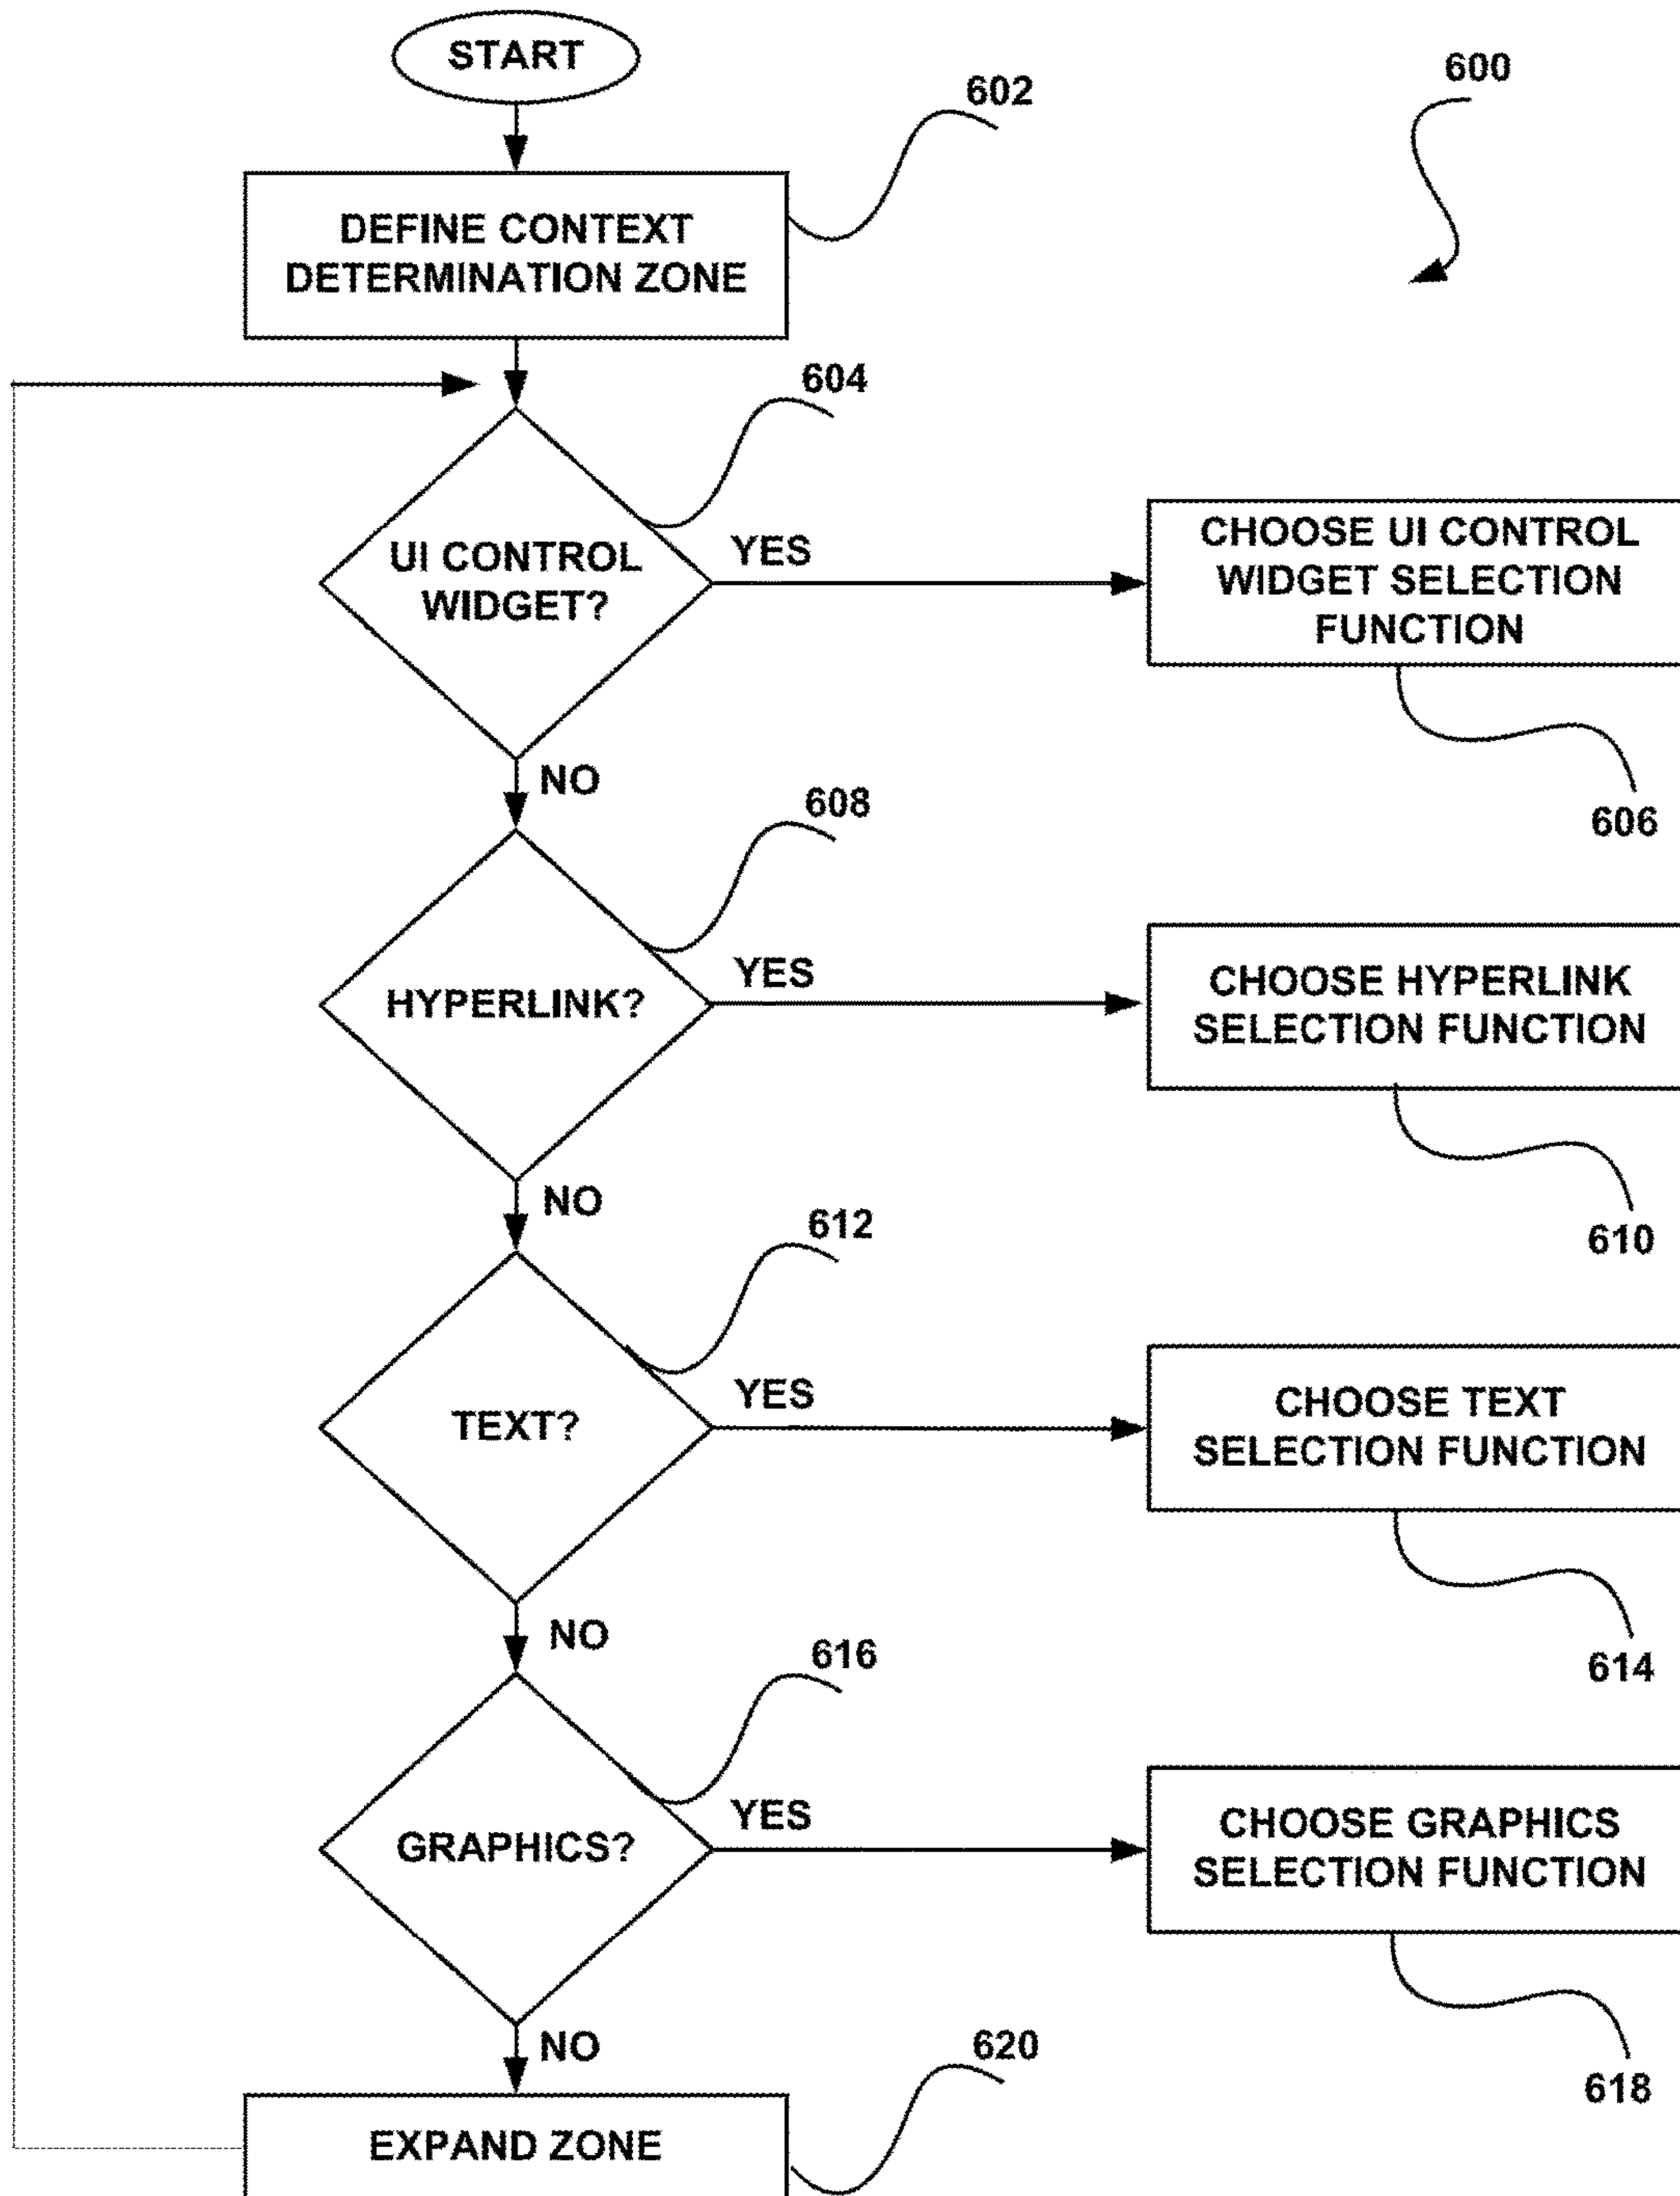 START
600
602
DEFINE CONTEXT
DETERMINATION ZONE
604
UI CONTROL
WIDGET?
YES
CHOOSE UI CONTROL
WIDGET SELECTION
FUNCTION
606
NO
608
HYPERLINK?
YES
CHOOSE HYPERLINK
SELECTION FUNCTION
610
NO
612
TEXT?
YES
CHOOSE TEXT
SELECTION FUNCTION
614
NO
616
GRAPHICS?
YES
CHOOSE GRAPHICS
SELECTION FUNCTION
618
NO
620
EXPAND ZONE